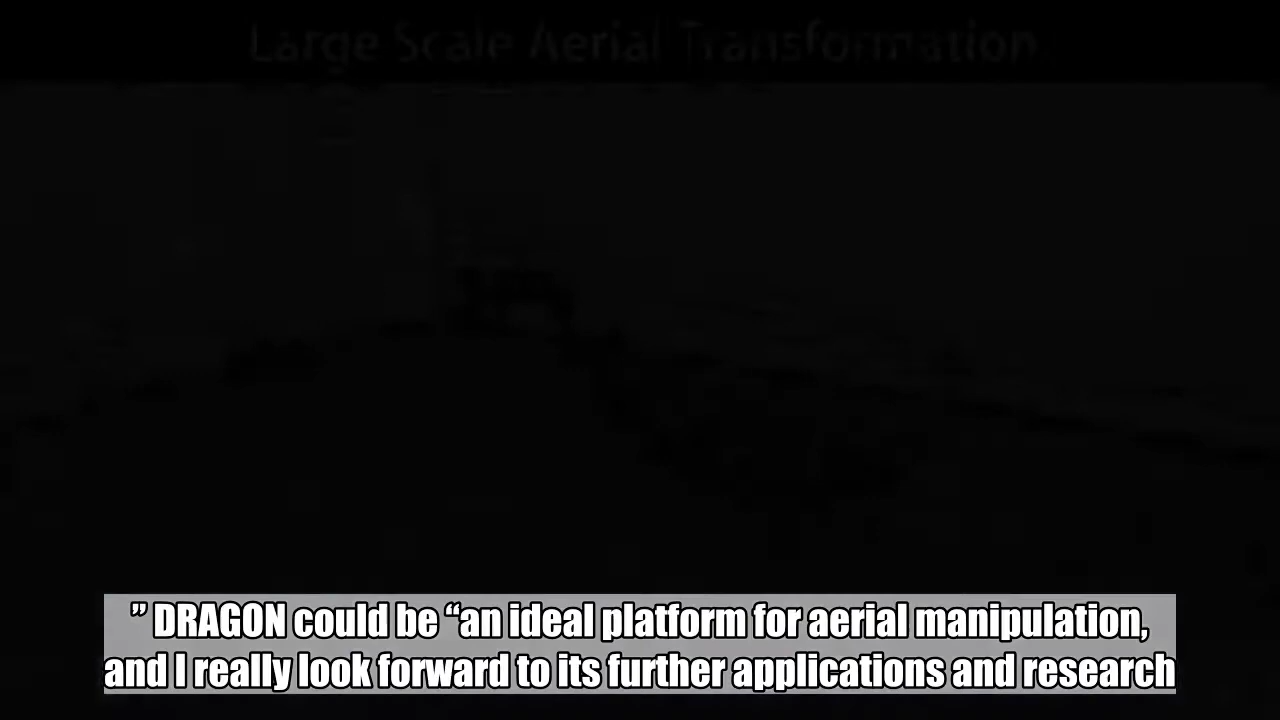 Large Scale Aerial Transformation
” DRAGON could be “an ideal platform for aerial manipulation,
and I really look forward to its further applications and research